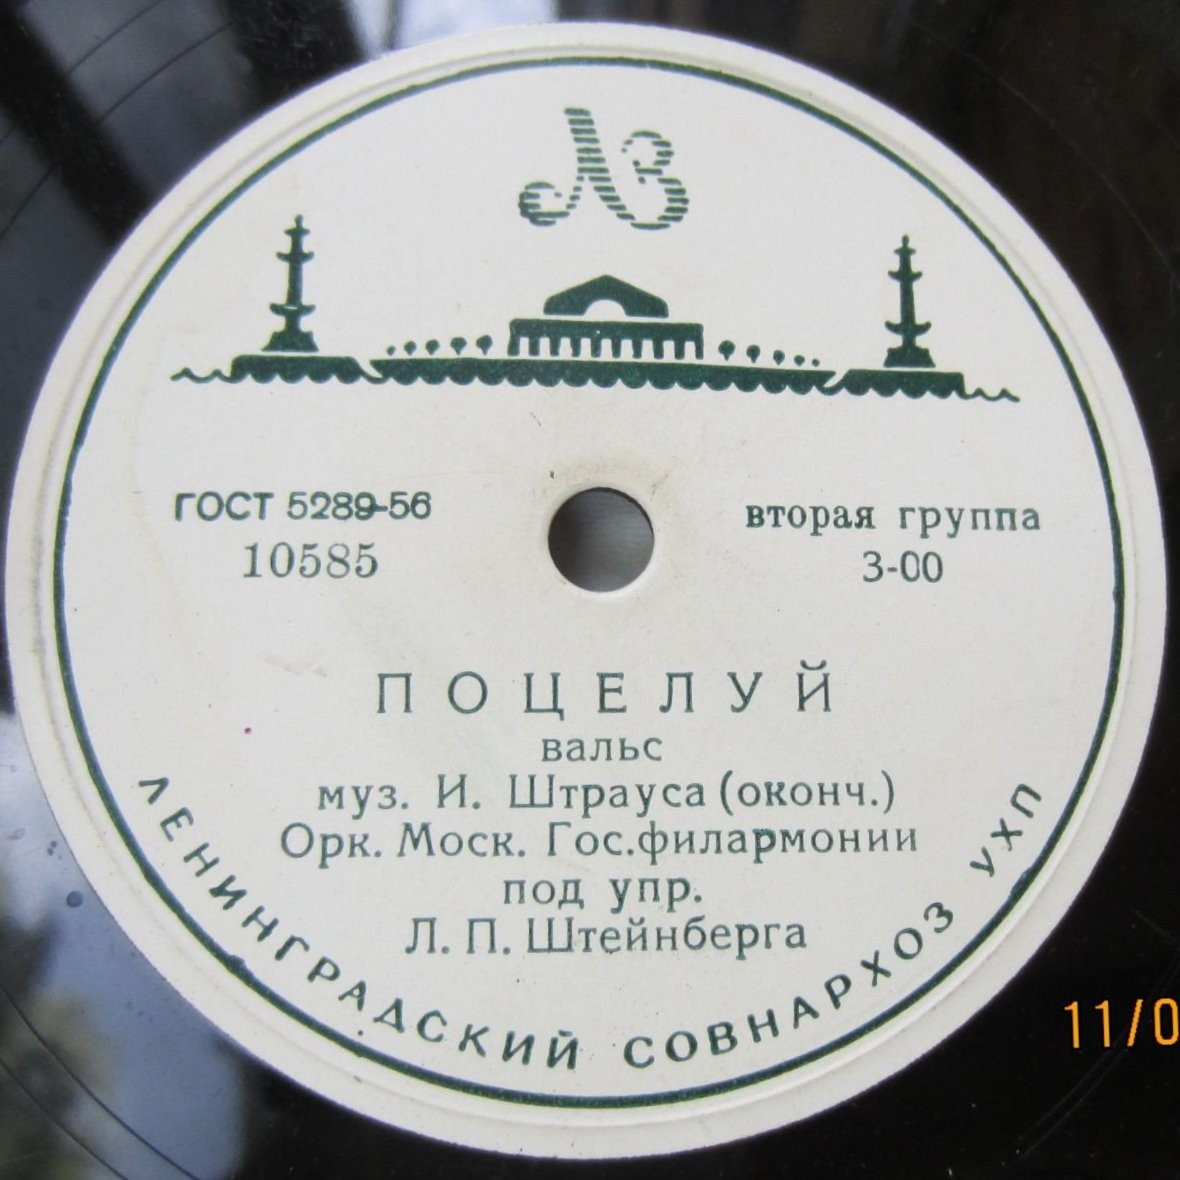 ЛЗ
ГОСТ 5289-56
10585
вторая группа
3-00
ПОЦЕЛУЙ
вальс
муз. И. Штрауса (оконч.)
Орк. Моск. Гос.филармонии
под упр.
Л. П. Штейнберга
ЛЕНИНГРАДСКИЙ СОВНАРХОЗ УХП
11/0